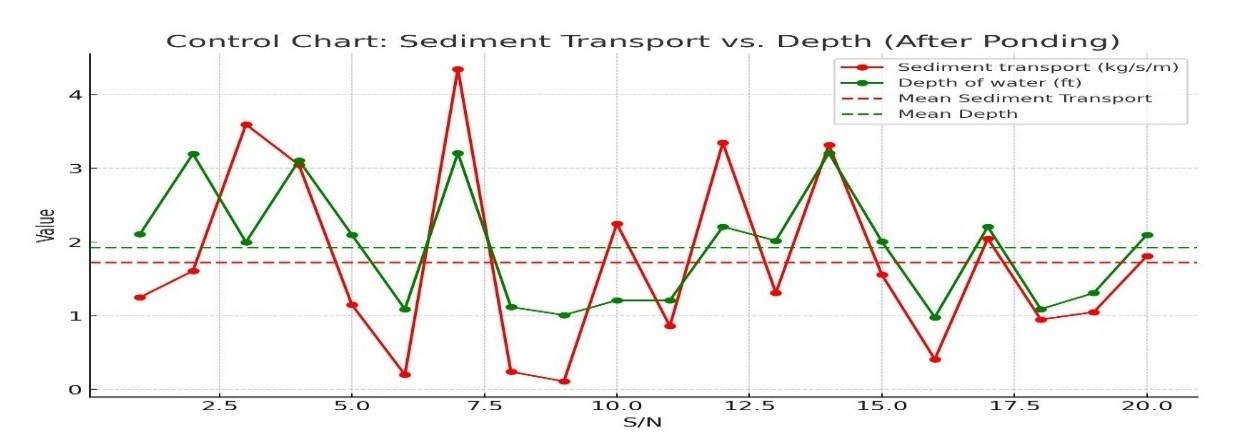 Control Chart: Sediment Transport vs. Depth (After Ponding)
Sediment transport (kg/s/m)
Depth of water (ft)
Mean Sediment Transport
Mean Depth
Value
4
3
2
1
0
2.5 5.0 7.5 10.0 12.5 15.0 17.5 20.0
S/N